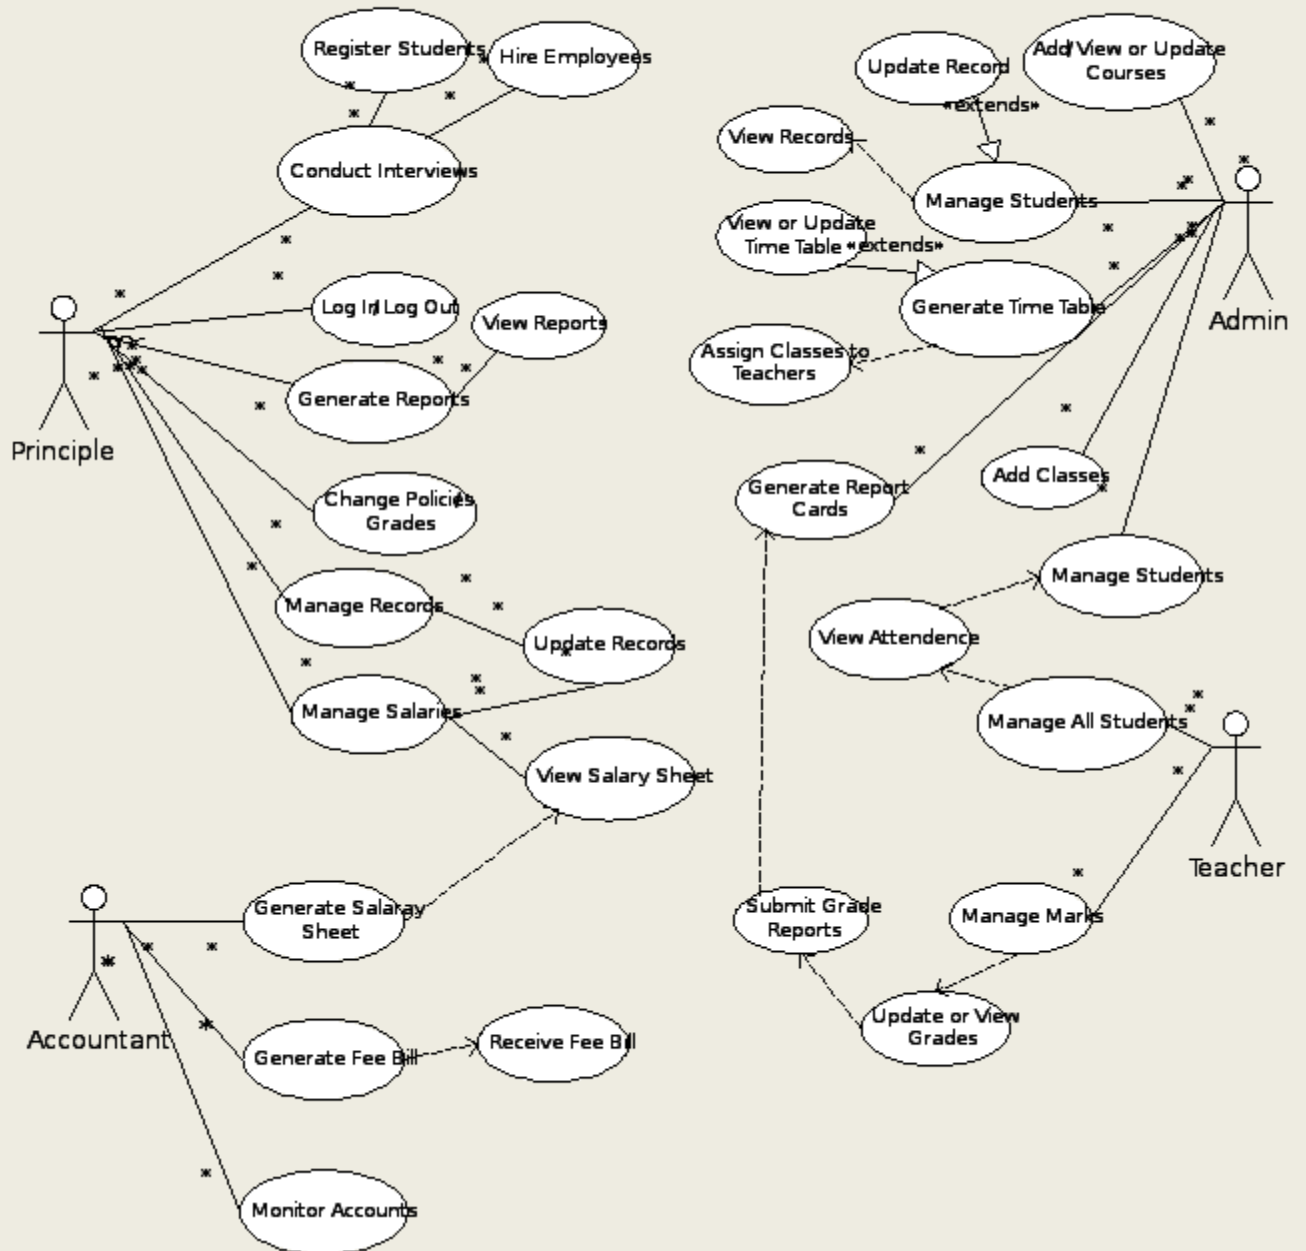 Register Students
Hire Employees
Conduct Interviews
Log In/Log Out
View Reports
Generate Reports
Principle
Change Policies/
Grades
Manage Records
Update Records
Manage Salaries
View Salary Sheet
Generate Salaray
Sheet
Accountant
Generate Fee Bill
Receive Fee Bill
Monitor Accounts
Update Record
Add/View or Update
Courses
«extends»
View Records
Manage Students
View or Update
Time Table
«extends»
Generate Time Table
Admin
Assign Classes to
Teachers
Generate Report
Cards
Add Classes
Manage Students
View Attendence
Manage All Students
Teacher
Submit Grade
Reports
Manage Marks
Update or View
Grades